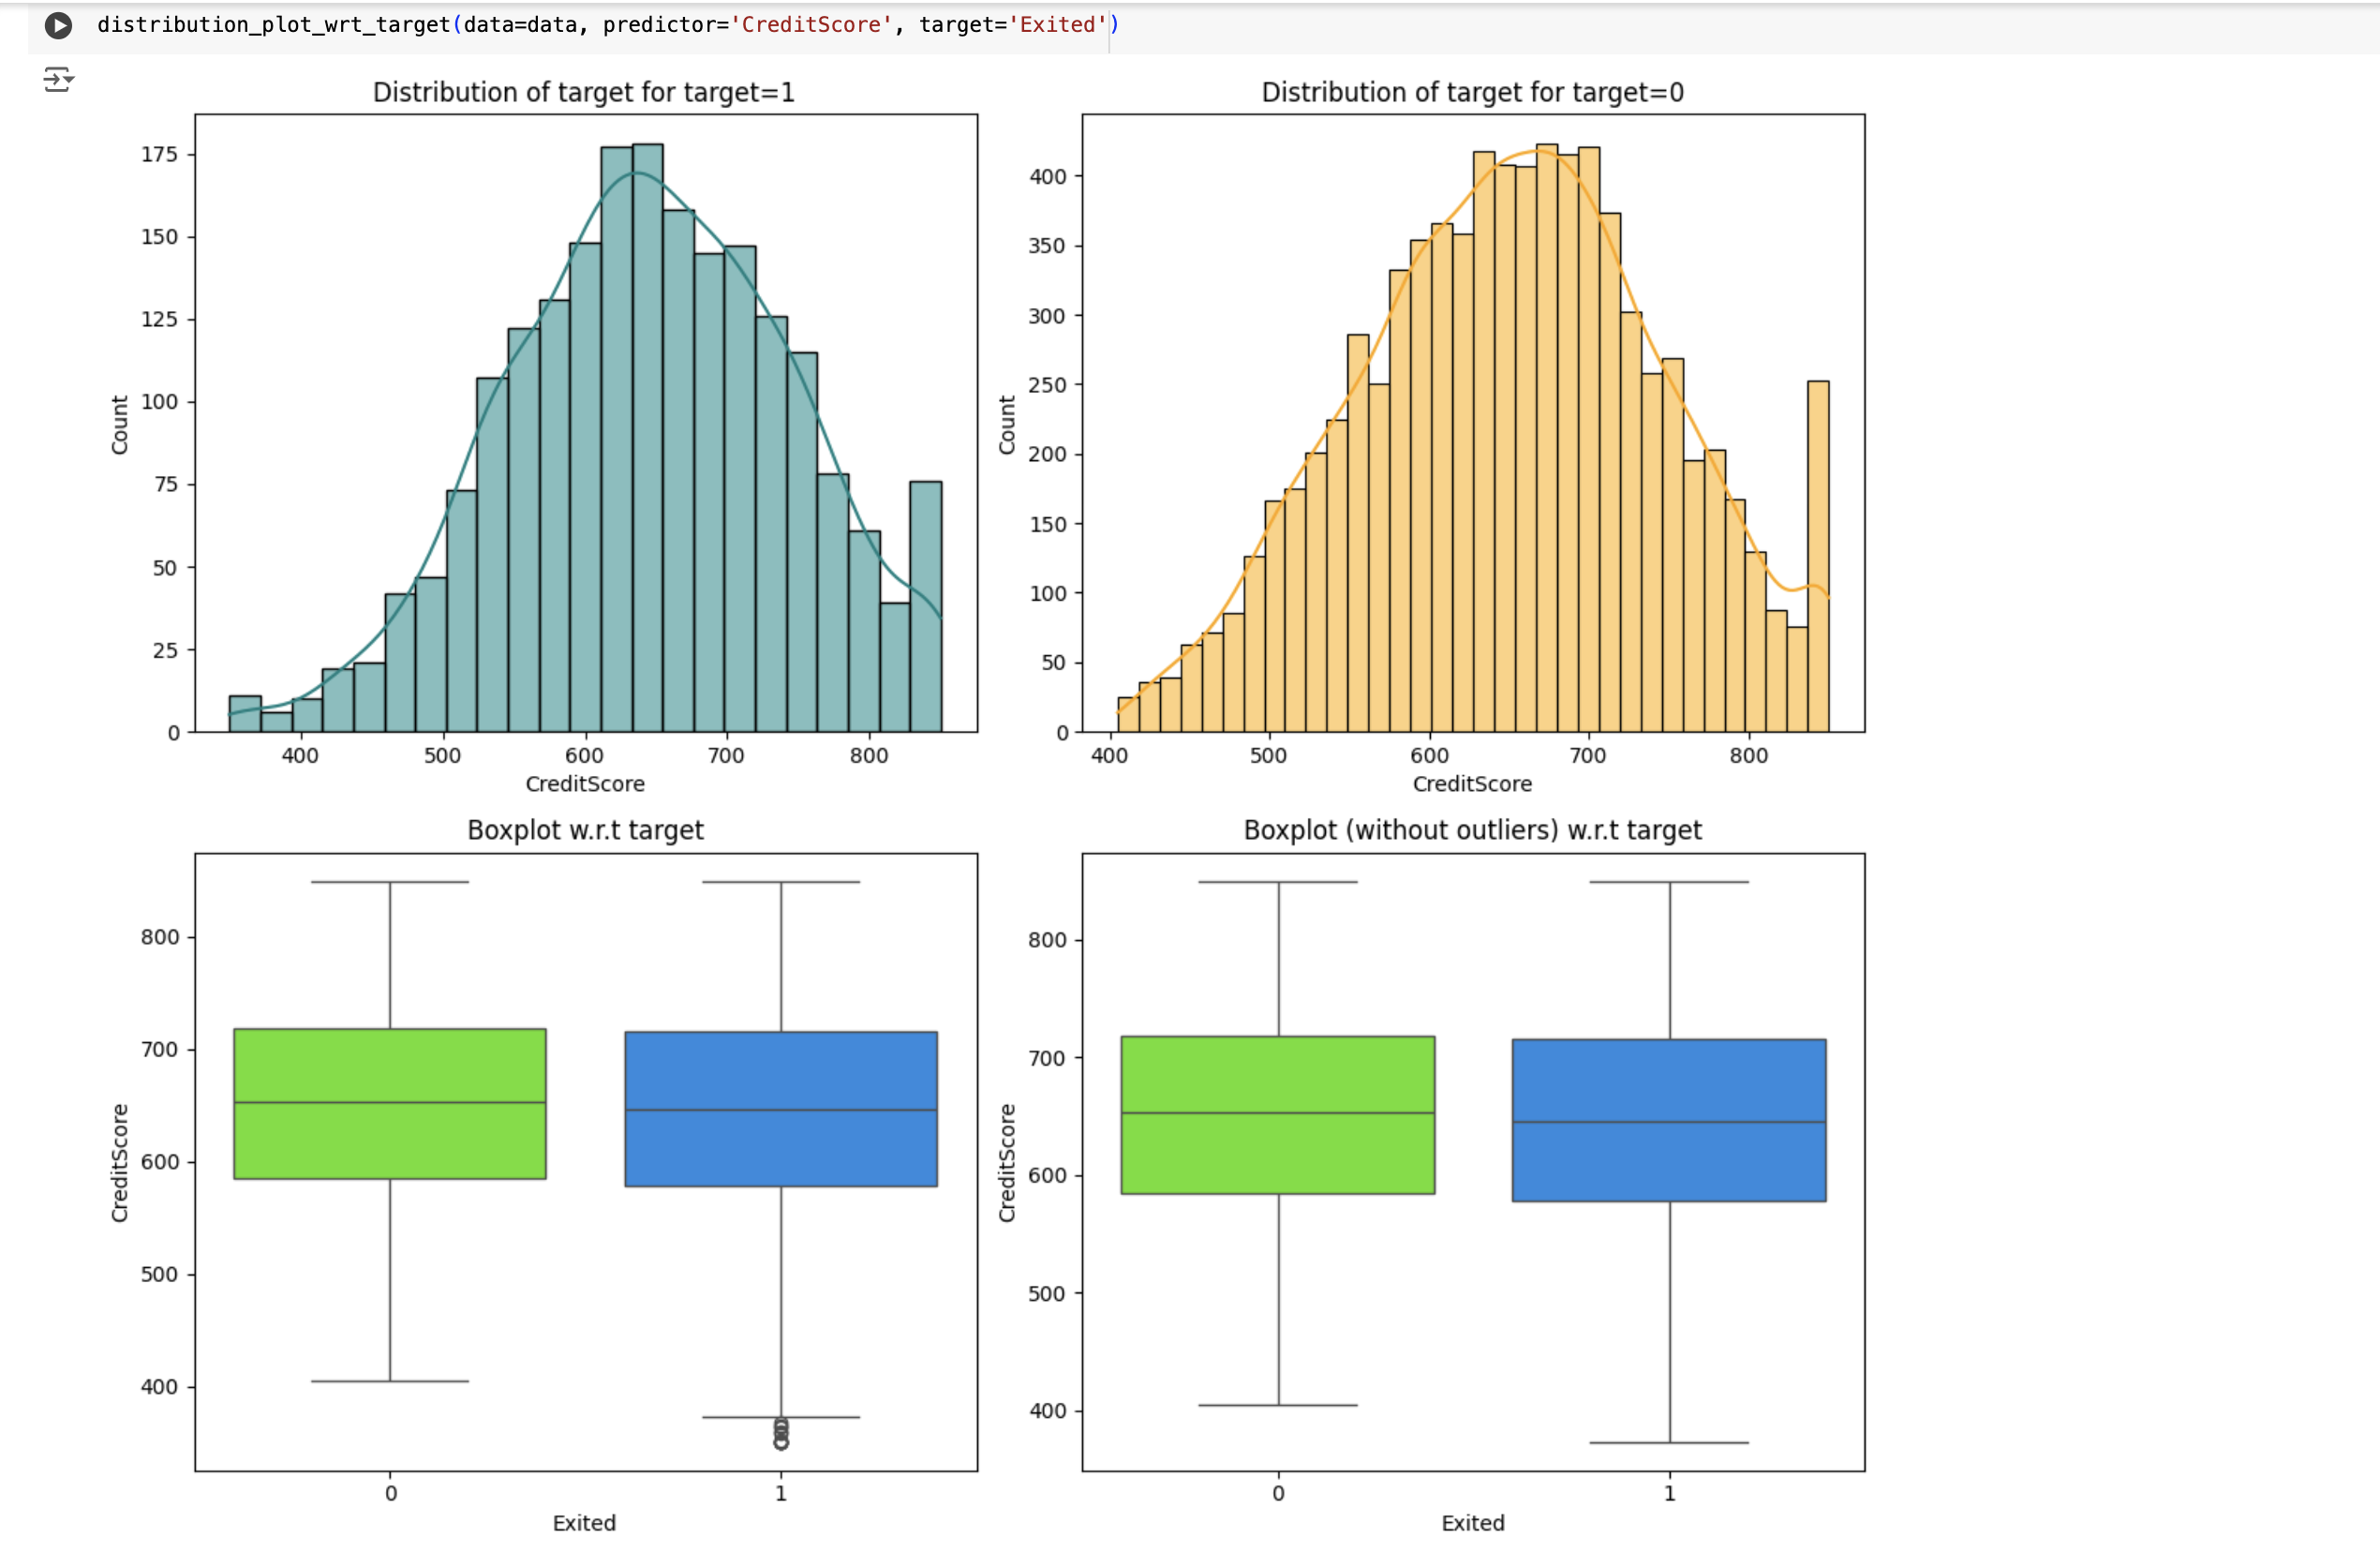 distribution_plot_wrt_target(data=data, predictor='CreditScore', target='Exited')
Distribution of target for target=1
175
150
125
100
75
50
25
0
Count
400 500 600 700 800
CreditScore
Distribution of target for target=0
400
350
300
250
200
150
100
50
0
Count
400 500 600 700 800
CreditScore
Boxplot w.r.t target
800
700
600
500
400
CreditScore
0 1
Exited
Boxplot (without outliers) w.r.t target
800
700
600
500
400
CreditScore
0 1
Exited